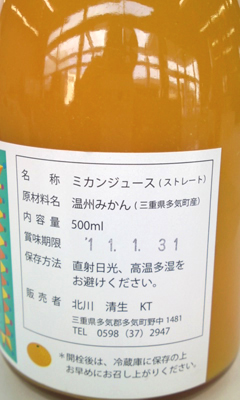 名　称　ミカンジュース（ストレート）
原材料名　温州みかん（三重県多気町産）
内 容 量　500ml
賞味期限　'11. 1. 31
保存方法　直射日光、高温多湿を
お避けください。
販 売 者　北川　清生　KT
三重県多気郡多気町野中 1481
TEL　0598（37）2947
＊開栓後は、冷蔵庫に保存の上
お早めにお召し上がりください。